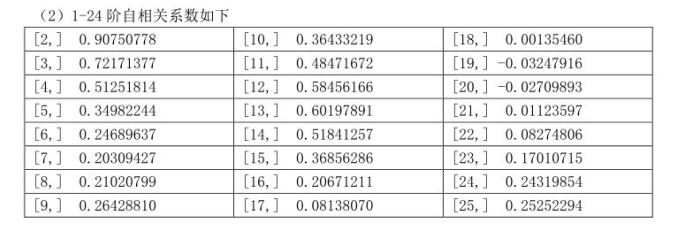 （2）1-24 阶自相关系数如下
[2,] 0.90750778 [10,] 0.36433219 [18,] 0.00135460
[3,] 0.72171377 [11,] 0.48471672 [19,] -0.03247916
[4,] 0.51251814 [12,] 0.58456166 [20,] -0.02709893
[5,] 0.34982244 [13,] 0.60197891 [21,] 0.01123597
[6,] 0.24689637 [14,] 0.51841257 [22,] 0.08274806
[7,] 0.20309427 [15,] 0.36856286 [23,] 0.17010715
[8,] 0.21020799 [16,] 0.20671211 [24,] 0.24319854
[9,] 0.26428810 [17,] 0.08138070 [25,] 0.25252294